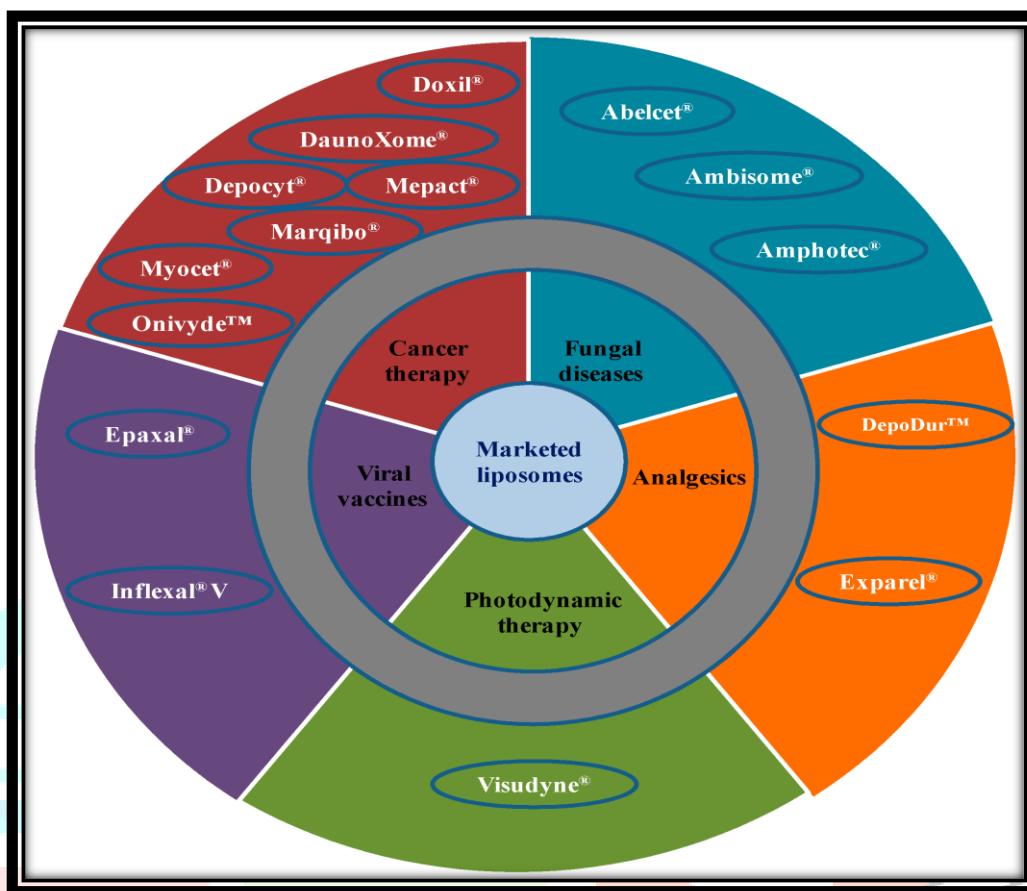 Doxil®
DaunoXome®
Depocyt®
Mepact®
Marqibo®
Myocet®
Onivyde™
Abelcet®
Ambisome®
Amphotec®
Cancer
therapy
Fungal
diseases
Marketed
liposomes
Viral
vaccines
Analgesics
Photodynamic
therapy
Epaxal®
Inflexal® V
DepoDur™
Exparel®
Visudyne®